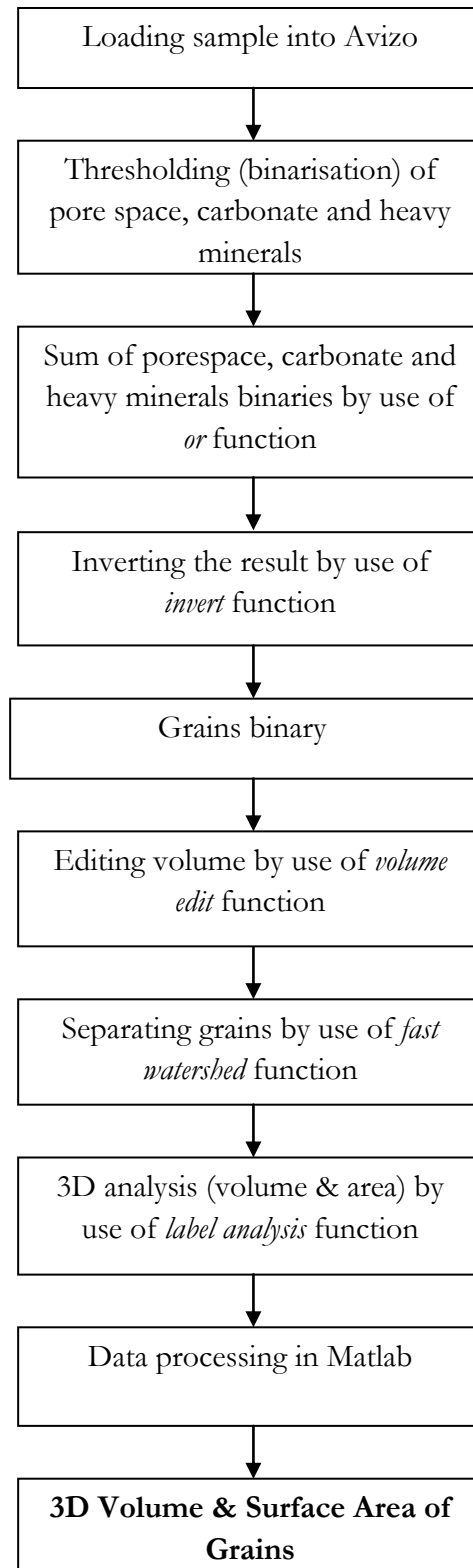 Loading sample into Avizo
Thresholding (binarisation) of
pore space, carbonate and heavy
minerals
Sum of porespace, carbonate and
heavy minerals binaries by use of
or function
Inverting the result by use of
invert function
Grains binary
Editing volume by use of volume
edit function
Separating grains by use of fast
watershed function
3D analysis (volume & area) by
use of label analysis function
Data processing in Matlab
3D Volume & Surface Area of
Grains